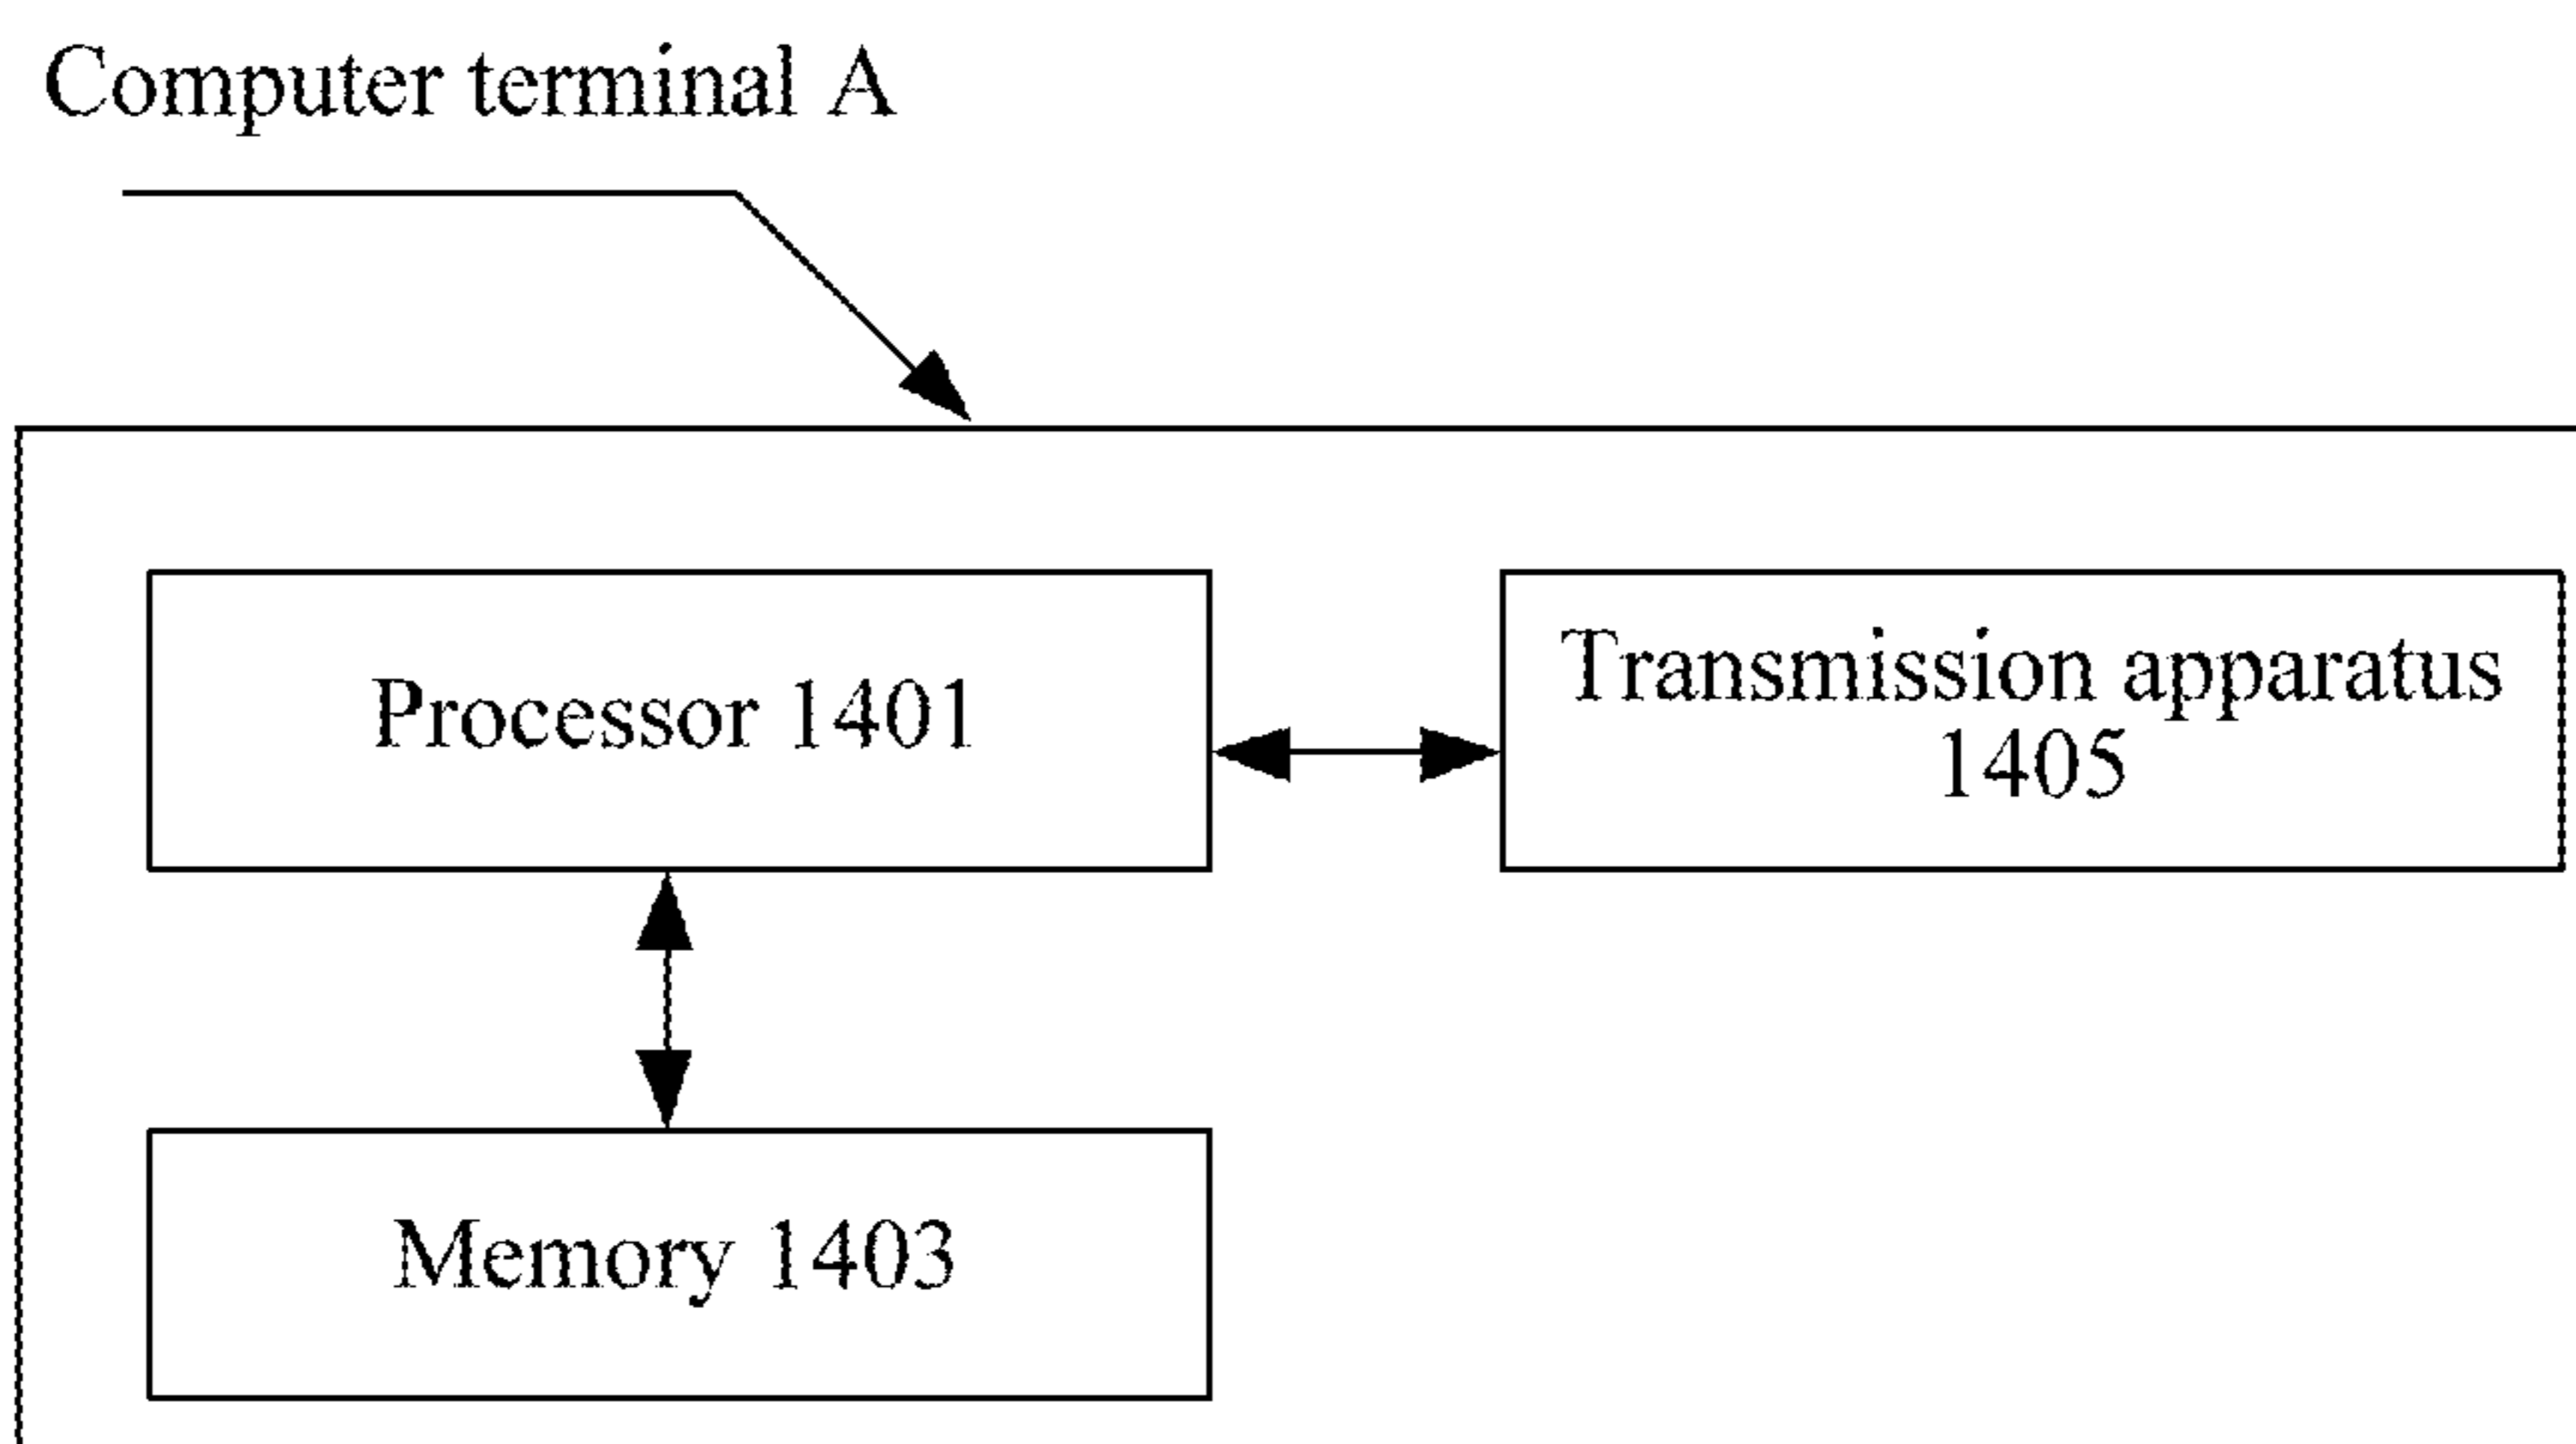 Computer terminal A
Processor 1401
Transmission apparatus
1405
Memory 1403